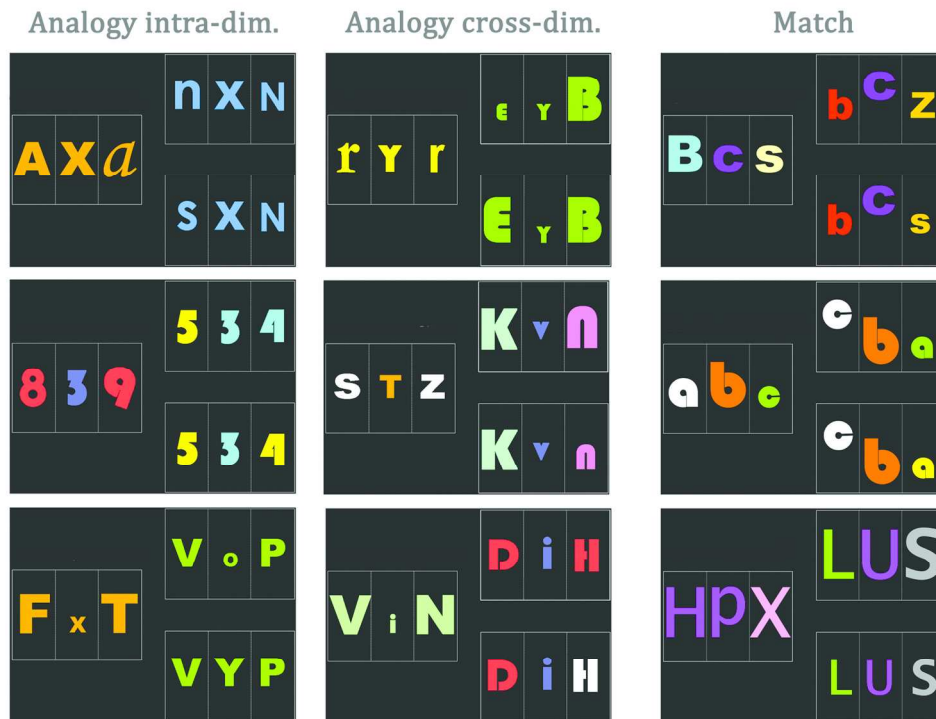 Analogy intra-dim.
Analogy cross-dim.
Match
A X a
n X N
s X N
r Y r
E Y B
E Y B
B c s
b C z
b C s
8 3 9
5 3 4
5 3 4
S T Z
K v n
K v n
a b c
c b a
c b a
F x T
V o P
V Y P
V i N
D i H
D i H
H p X
L U S
L U S